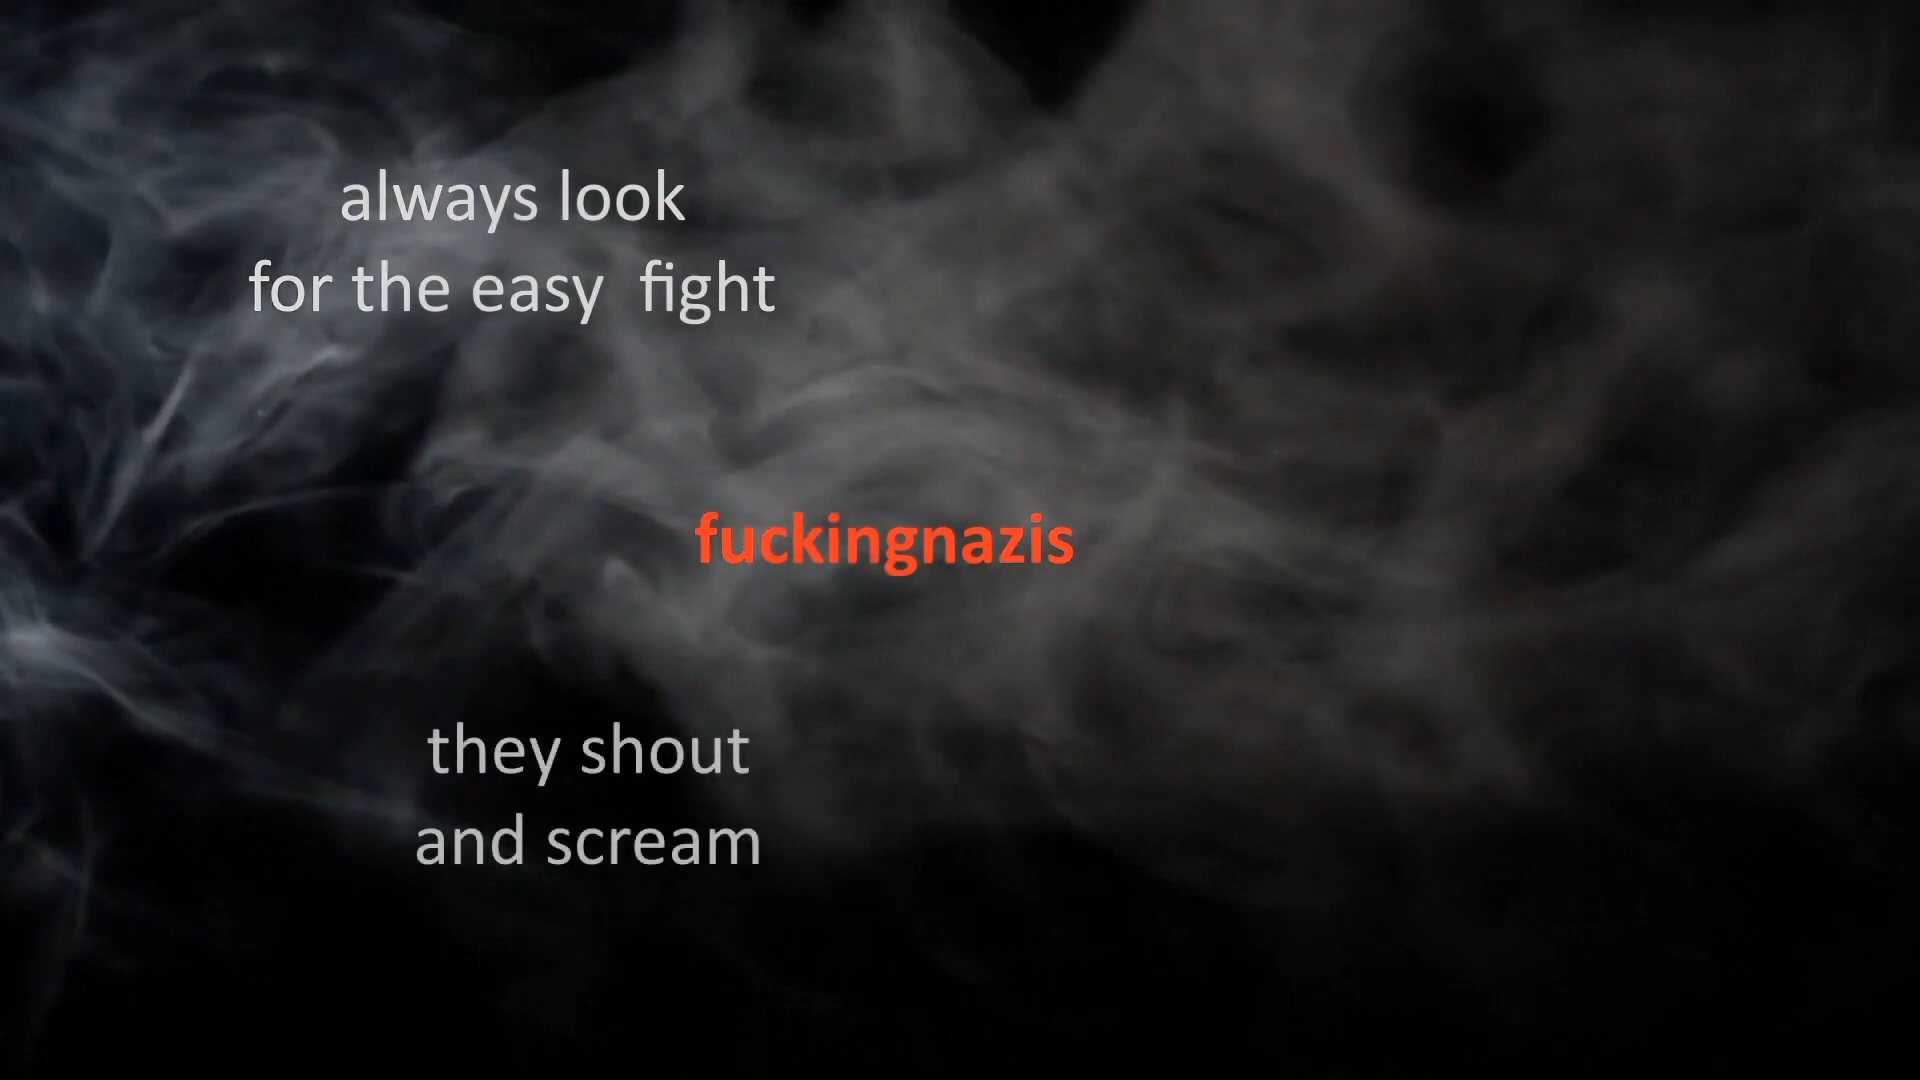 always look
for the easy  fight
fuckingnazis
they shout
and scream